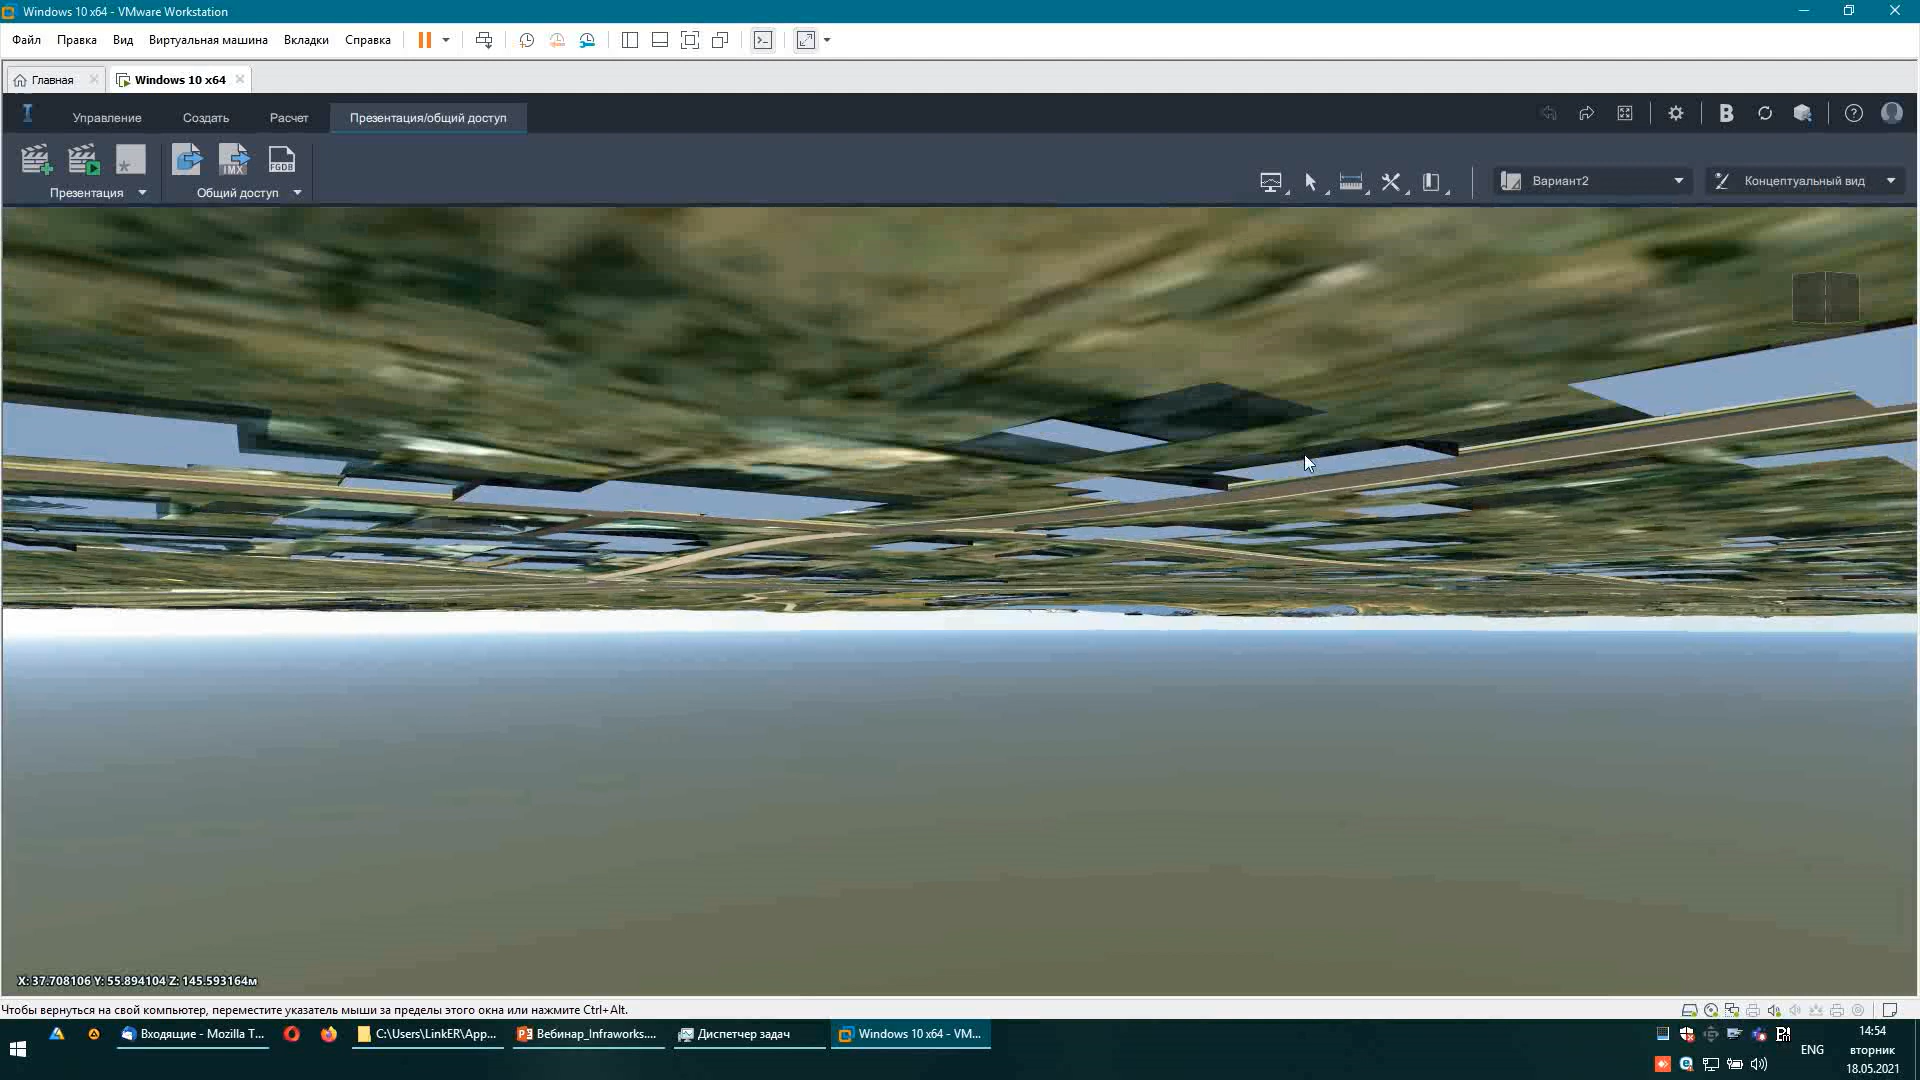 Windows 10 x64 - VMware Workstation
Файл Правка Вид Виртуальная машина Вкладки Справка
Главная Windows 10 x64
Управление Создать Расчет Презентация/общий доступ
IMX FGDB
Презентация Общий доступ
Вариант2 Концептуальный вид
X: 37.708106 Y: 55.894104 Z: 145.593164м
Чтобы вернуться на свой компьютер, переместите указатель мыши за пределы этого окна или нажмите Ctrl+Alt.
Входящие - Mozilla T... C:\Users\LinkER\App... Вебинар_Infraworks.... Диспетчер задач Windows 10 x64 - VM...
ENG
14:54
вторник
18.05.2021